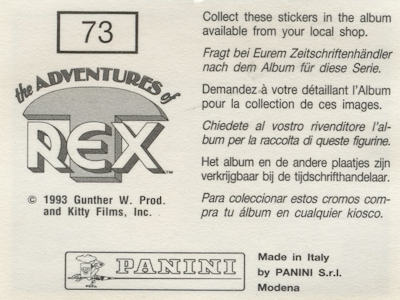 73
the ADVENTURES of
T-REX™
© 1993 Gunther W. Prod.
and Kitty Films, Inc.
Collect these stickers in the album
available from your local shop.
Fragt bei Eurem Zeitschriftenhändler
nach dem Album für diese Serie.
Demandez à votre détaillant l'Album
pour la collection de ces images.
Chiedete al vostro rivenditore l'al-
bum per la raccolta di queste figurine.
Het album en de andere plaatjes zijn
verkrijgbaar bij de tijdschrifthandelaar.
Para coleccionar estos cromos com-
pra tu álbum en cualquier kiosco.
PANINI
Made in Italy
by PANINI S.r.l.
Modena